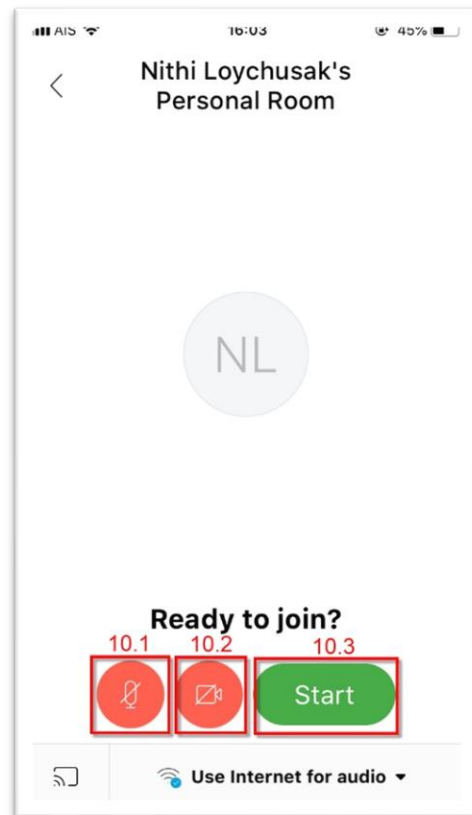 AIS 16:03 45%
Nithi Loychusak's
Personal Room
NL
Ready to join?
10.1 10.2 10.3
Start
Use Internet for audio